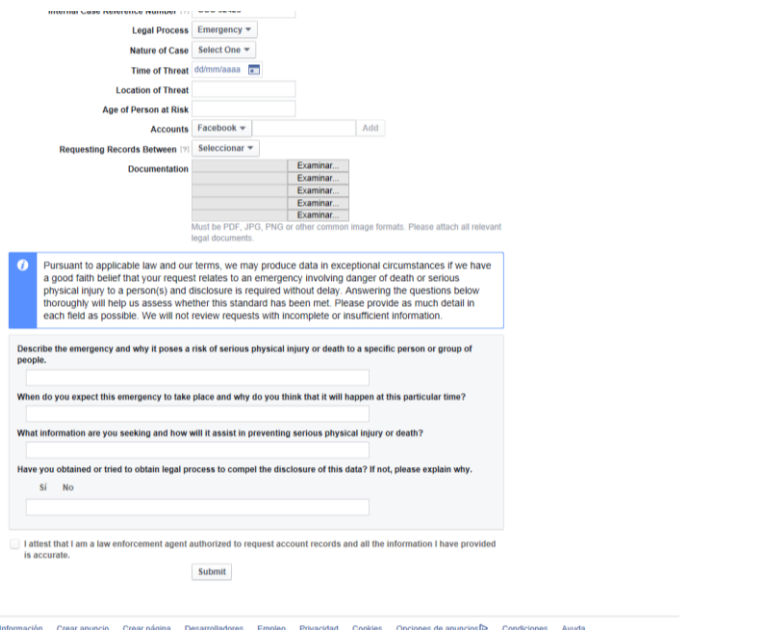 Internal Case Reference Number [?]
Legal Process Emergency
Nature of Case Select One
Time of Threat dd/mm/aaaa
Location of Threat
Age of Person at Risk
Accounts Facebook Add
Requesting Records Between [?] Seleccionar
Documentation Examinar...
Examinar...
Examinar...
Examinar...
Examinar...
Must be PDF, JPG, PNG or other common image formats. Please attach all relevant
legal documents.
Pursuant to applicable law and our terms, we may produce data in exceptional circumstances if we have
a good faith belief that your request relates to an emergency involving danger of death or serious
physical injury to a person(s) and disclosure is required without delay. Answering the questions below
thoroughly will help us assess whether this standard has been met. Please provide as much detail in
each field as possible. We will not review requests with incomplete or insufficient information.
Describe the emergency and why it poses a risk of serious physical injury or death to a specific person or group of
people.
When do you expect this emergency to take place and why do you think that it will happen at this particular time?
What information are you seeking and how will it assist in preventing serious physical injury or death?
Have you obtained or tried to obtain legal process to compel the disclosure of this data? If not, please explain why.
Sí No
I attest that I am a law enforcement agent authorized to request account records and all the information I have provided
is accurate.
Submit
Información Crear anuncio Crear página Desarrolladores Empleo Privacidad Cookies Opciones de anuncios Condiciones Ayuda